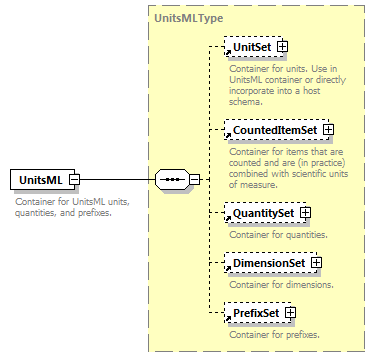 UnitsMLType
UnitSet
Container for units. Use in
UnitsML container or directly
incorporate into a host
schema.
CountedItemSet
Container for items that are
counted and are (in practice)
combined with scientific units
of measure.
UnitsML
Container for UnitsML units,
quantities, and prefixes.
QuantitySet
Container for quantities.
DimensionSet
Container for dimensions.
PrefixSet
Container for prefixes.